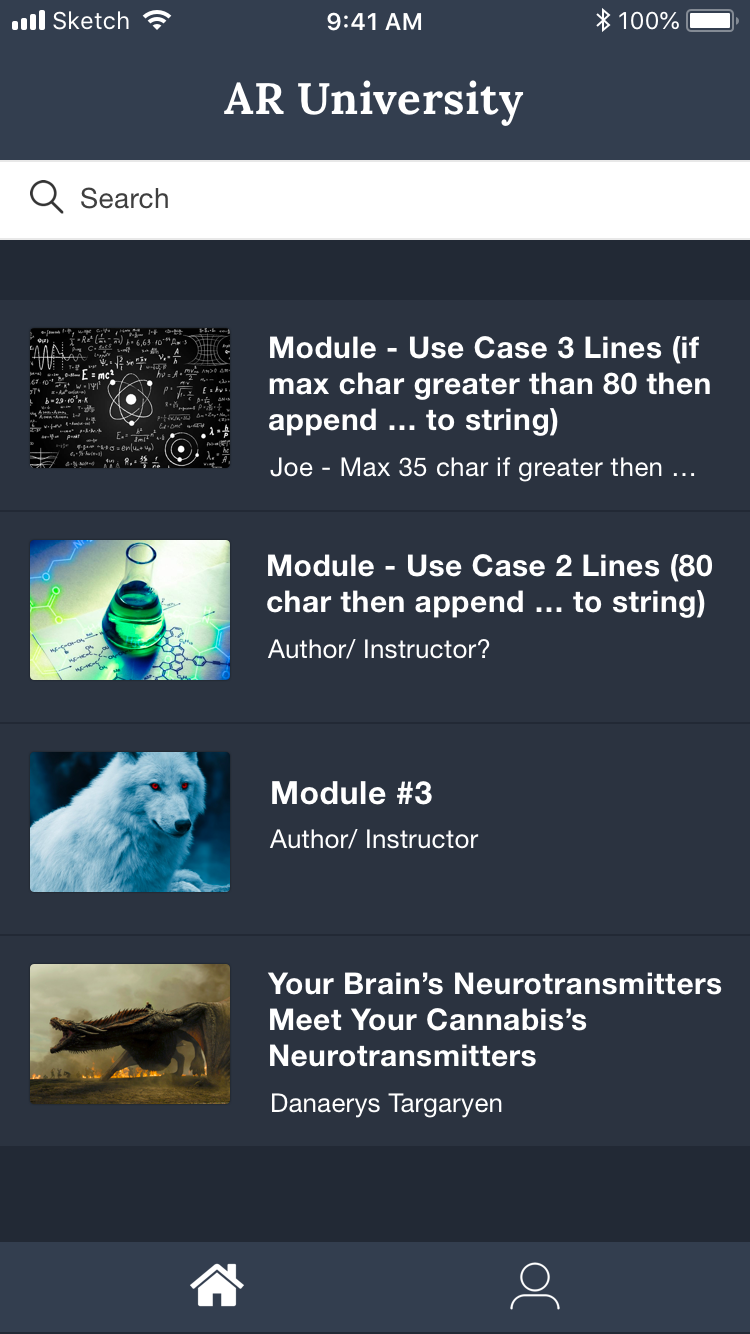 Sketch 9:41 AM 100%
AR University
Search
E = mc²
Module - Use Case 3 Lines (if
max char greater than 80 then
append ... to string)
Joe - Max 35 char if greater then ...
Module - Use Case 2 Lines (80
char then append ... to string)
Author/ Instructor?
Module #3
Author/ Instructor
Your Brain’s Neurotransmitters
Meet Your Cannabis’s
Neurotransmitters
Danaerys Targaryen